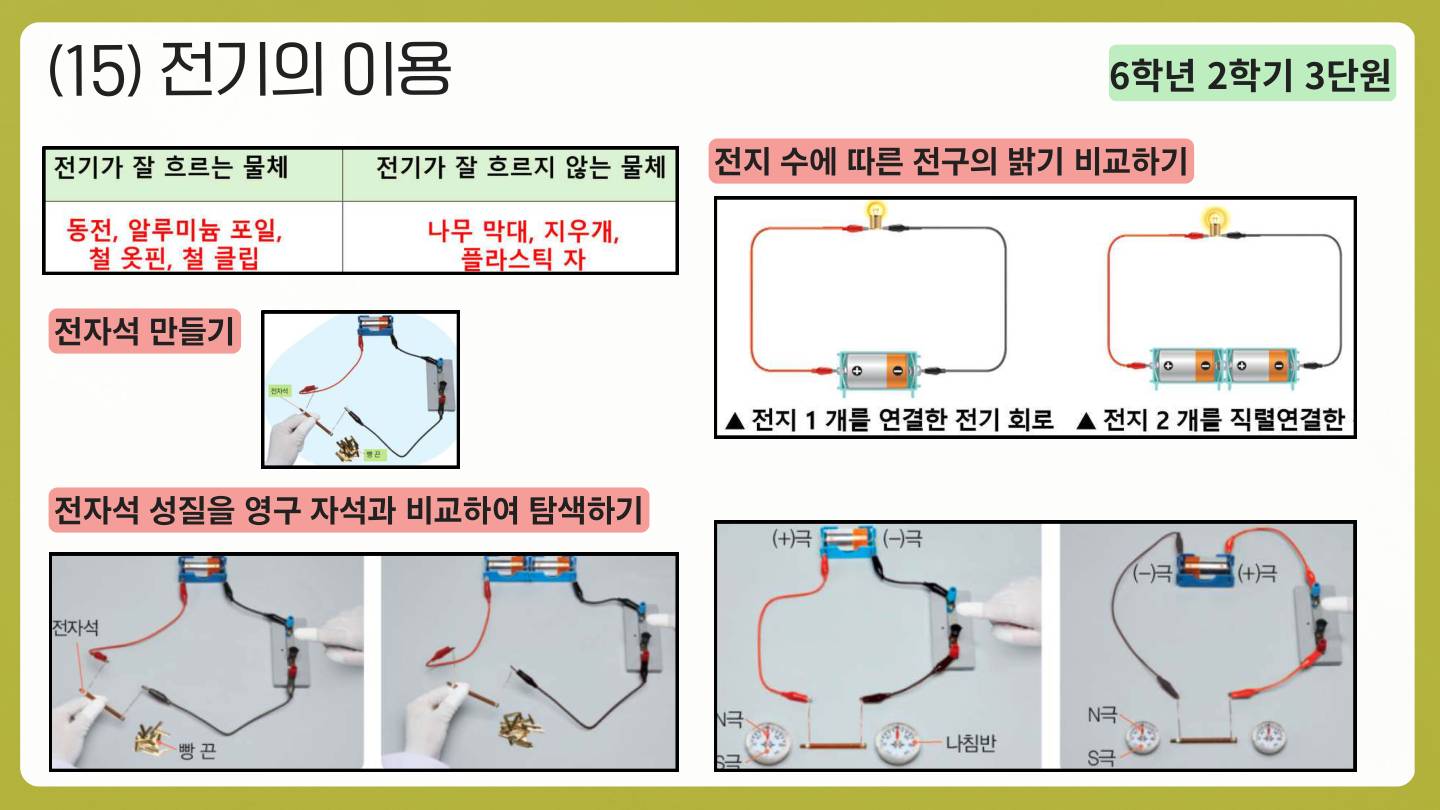 (15) 전기의 이용
6학년 2학기 3단원
전기가 잘 흐르는 물체
전기가 잘 흐르지 않는 물체
동전, 알루미늄 포일,
철 옷핀, 철 클립
나무 막대, 지우개,
플라스틱 자
전지 수에 따른 전구의 밝기 비교하기
▲ 전지 1 개를 연결한 전기 회로
▲ 전지 2 개를 직렬연결한
전자석 만들기
전자석
빵 끈
전자석 성질을 영구 자석과 비교하여 탐색하기
전자석
빵 끈
(+)극
(−)극
N극
S극
나침반
(−)극
(+)극
N극
S극